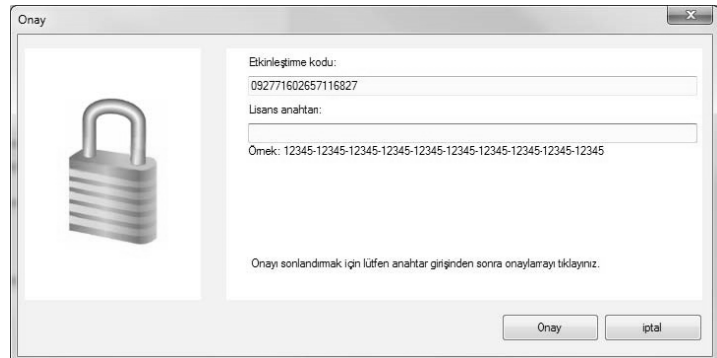 Onay
Etkinleştirme kodu:
092771602657116827
Lisans anahtarı:
Örnek: 12345-12345-12345-12345-12345-12345-12345-12345-12345-12345
Onayı sonlandırmak için lütfen anahtar girişinden sonra onaylamayı tıklayınız.
Onay
iptal